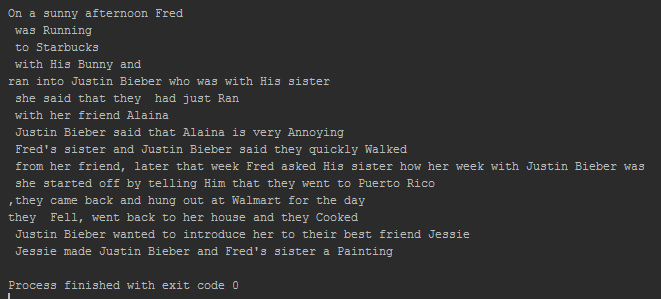 On a sunny afternoon Fred
was Running
to Starbucks
with His Bunny and
ran into Justin Bieber who was with His sister
she said that they  had just Ran
with her friend Alaina
Justin Bieber said that Alaina is very Annoying
Fred's sister and Justin Bieber said they quickly Walked
from her friend, later that week Fred asked His sister how her week with Justin Bieber was
she started off by telling Him that they went to Puerto Rico
,they came back and hung out at Walmart for the day
they  Fell, went back to her house and they Cooked
Justin Bieber wanted to introduce her to their best friend Jessie
Jessie made Justin Bieber and Fred's sister a Painting
Process finished with exit code 0